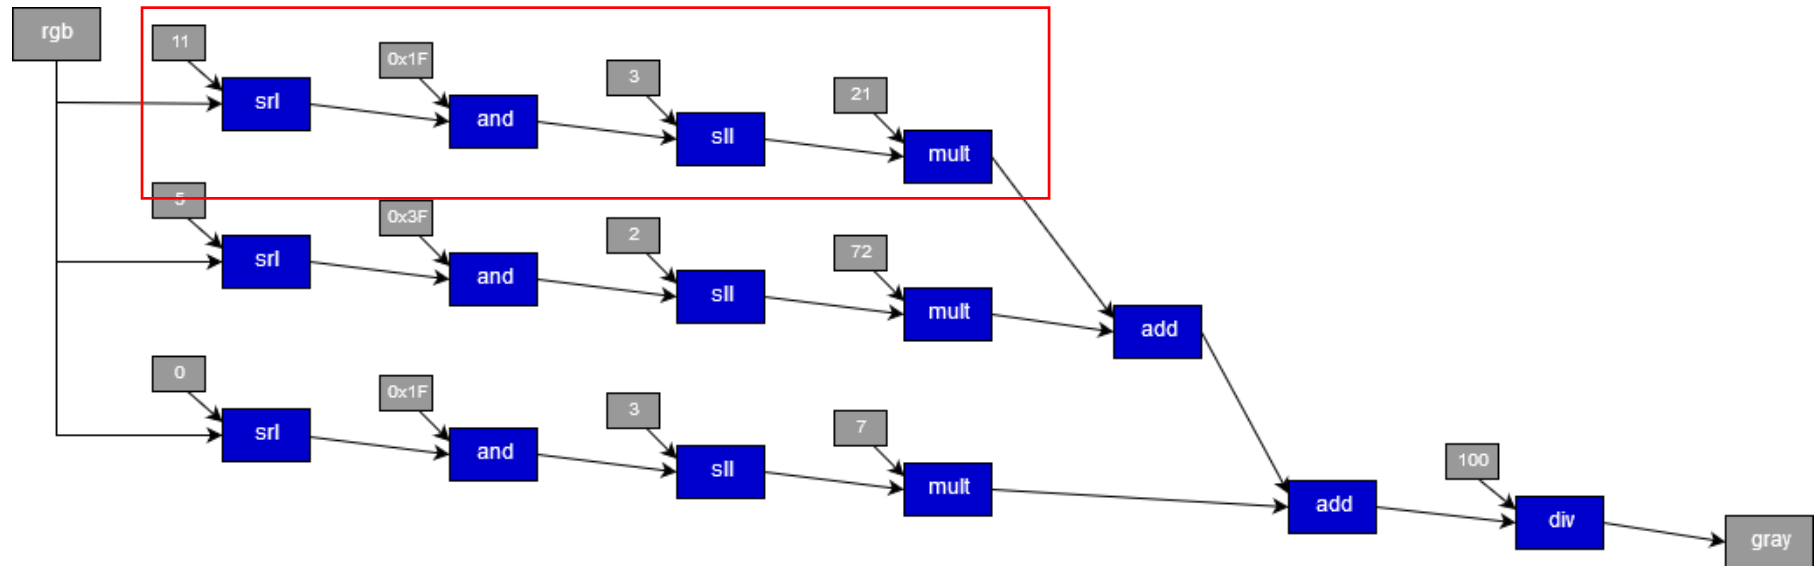 rgb
11
srl
0x1F
and
3
sll
21
mult
5
srl
0x3F
and
2
sll
72
mult
add
0
srl
0x1F
and
3
sll
7
mult
add
100
div
gray